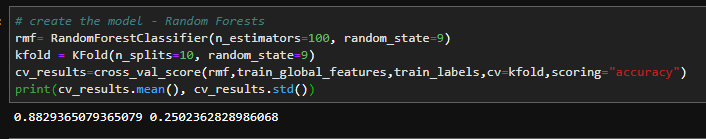 # create the model - Random Forests
rmf= RandomForestClassifier(n_estimators=100, random_state=9)
kfold = KFold(n_splits=10, random_state=9)
cv_results=cross_val_score(rmf,train_global_features,train_labels,cv=kfold,scoring="accuracy")
print(cv_results.mean(), cv_results.std())
0.8829365079365079 0.2502362828986068